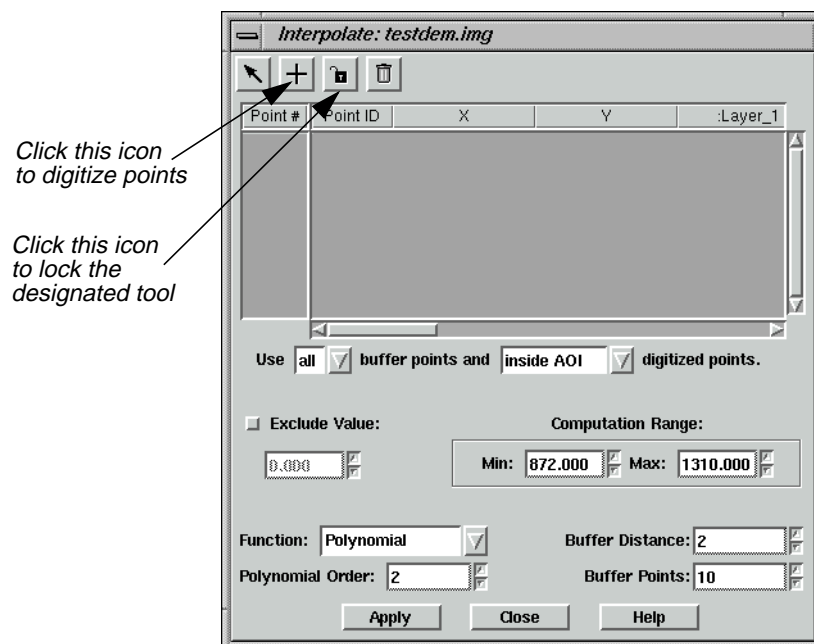 Interpolate: testdem.img
Point # Point ID X Y :Layer_1
Click this icon
to digitize points
Click this icon
to lock the
designated tool
Use all buffer points and inside AOI digitized points.
Exclude Value: Computation Range:
0.000 Min: 872.000 Max: 1310.000
Function: Polynomial Buffer Distance: 2
Polynomial Order: 2 Buffer Points: 10
Apply Close Help